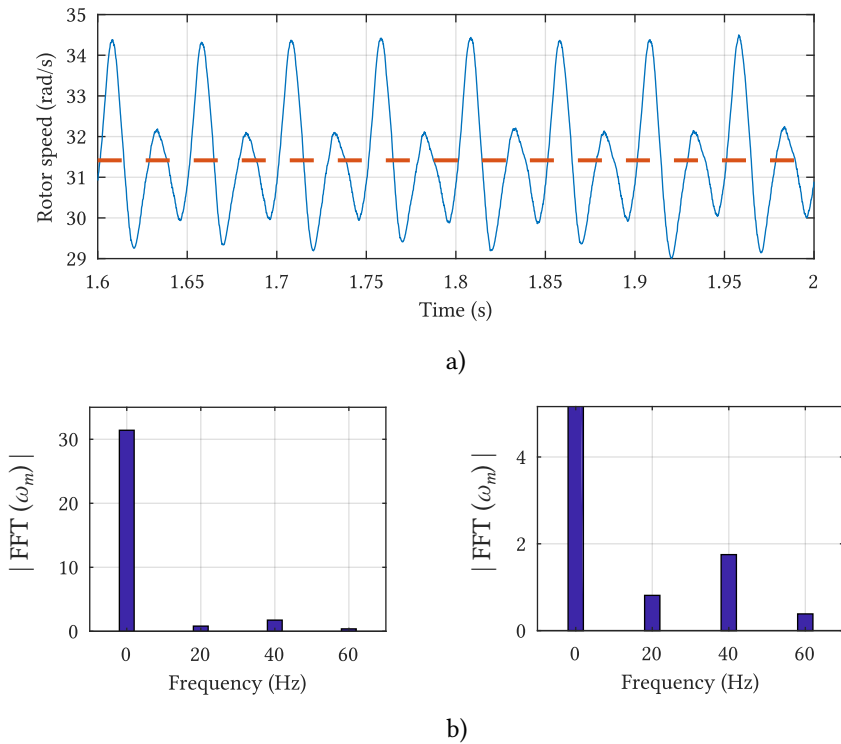 35
34
33
32
31
30
29
Rotor speed (rad/s)
1.6 1.65 1.7 1.75 1.8 1.85 1.9 1.95 2
Time (s)
a)
30
20
10
0
| FFT (ωm) |
0 20 40 60
Frequency (Hz)
4
2
0
| FFT (ωm) |
0 20 40 60
Frequency (Hz)
b)